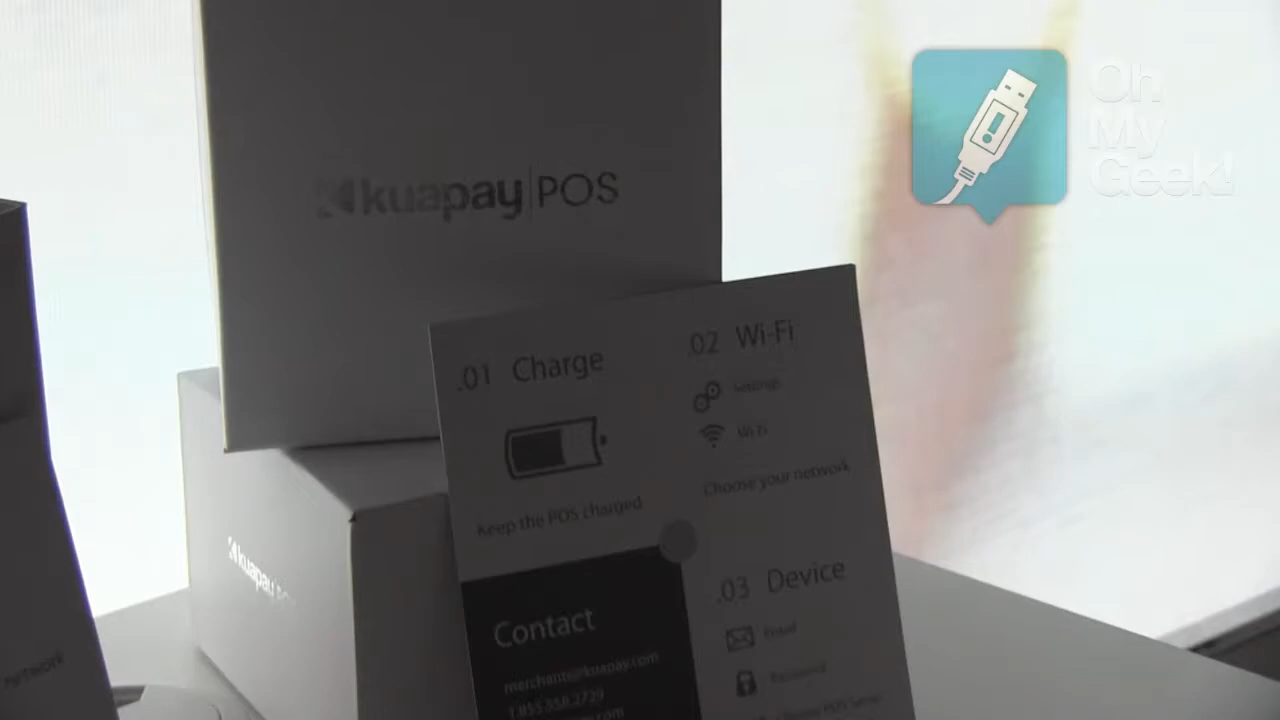 Oh
My
Geek!
kuapay POS
.01 Charge
Keep the POS charged
.02 Wi-Fi
Settings
Wi Fi
Choose your network
Contact
merchants@kuapay.com
.03 Device
Email
Password
kuapay
network